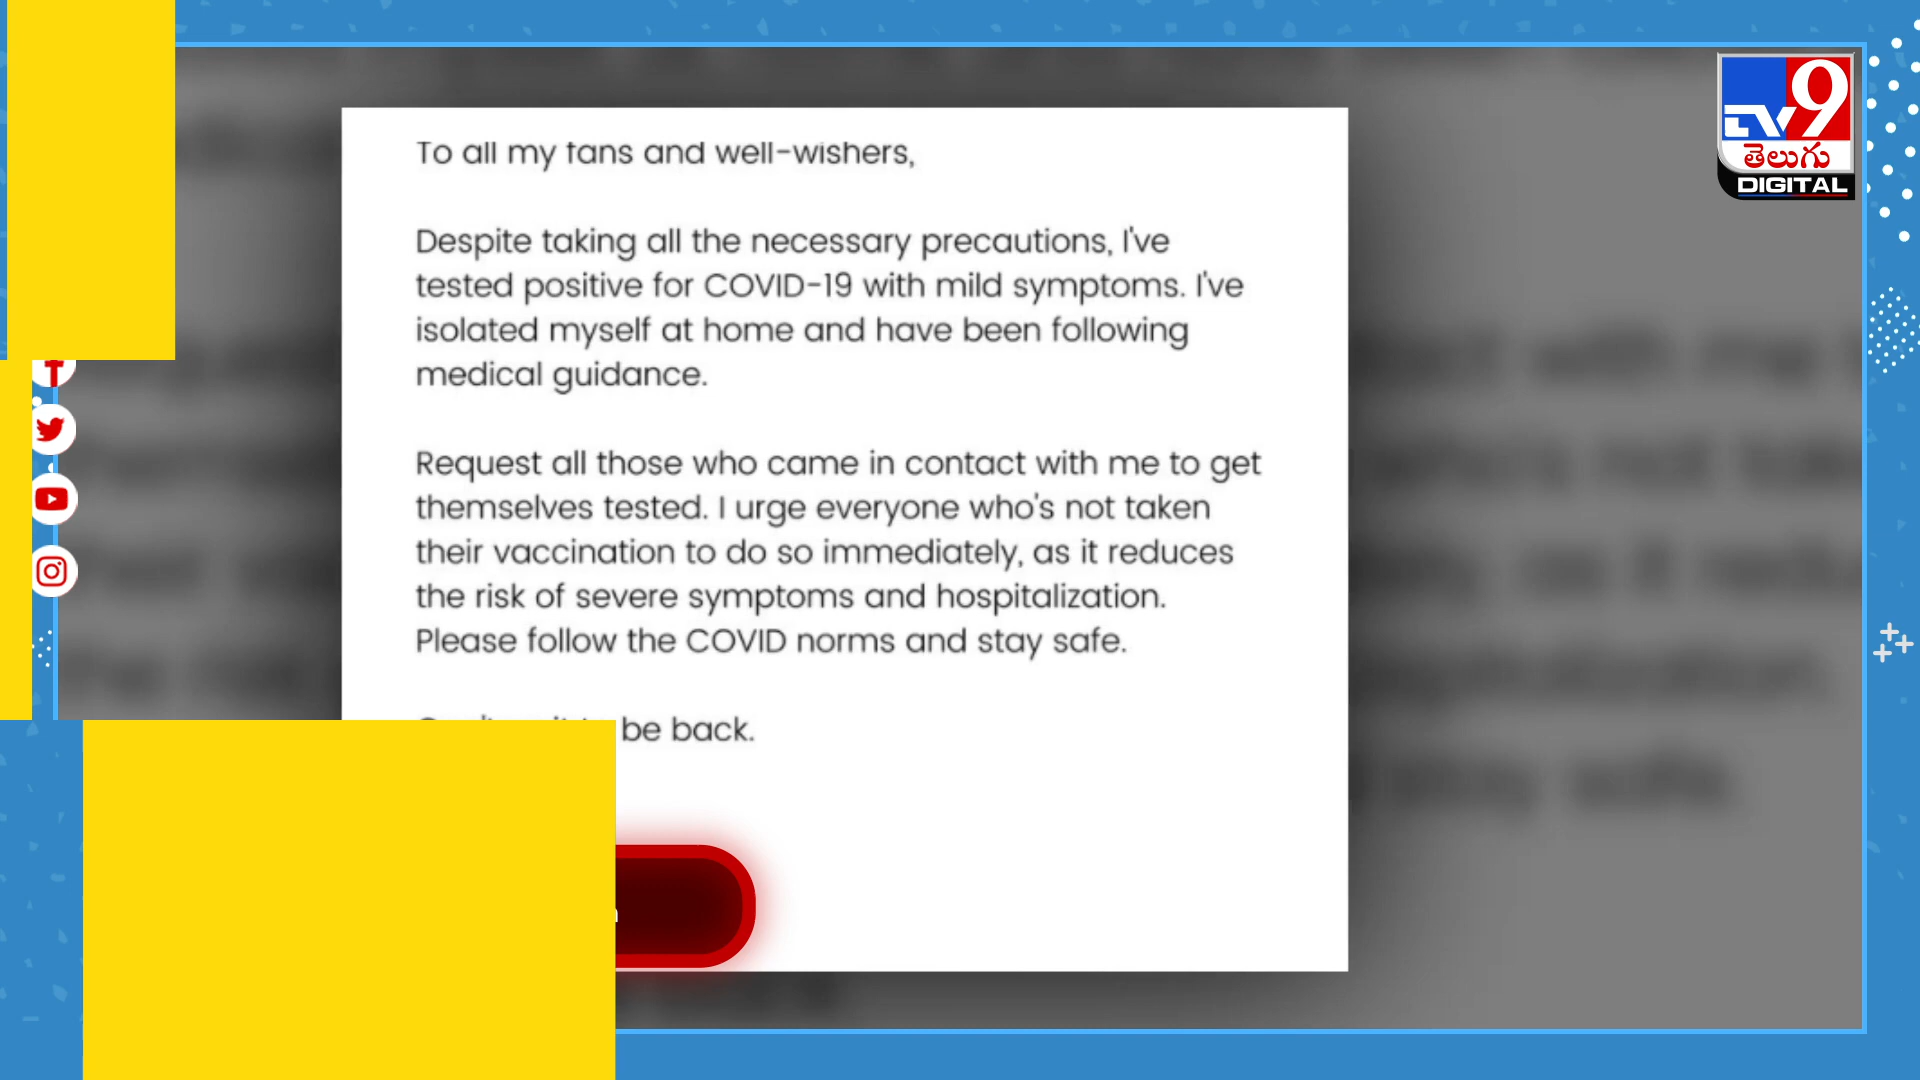 TV9
తెలుగు
DIGITAL
To all my fans and well-wishers,
Despite taking all the necessary precautions, I've
tested positive for COVID-19 with mild symptoms. I've
isolated myself at home and have been following
medical guidance.
Request all those who came in contact with me to get
themselves tested. I urge everyone who's not taken
their vaccination to do so immediately, as it reduces
the risk of severe symptoms and hospitalization.
Please follow the COVID norms and stay safe.
be back.